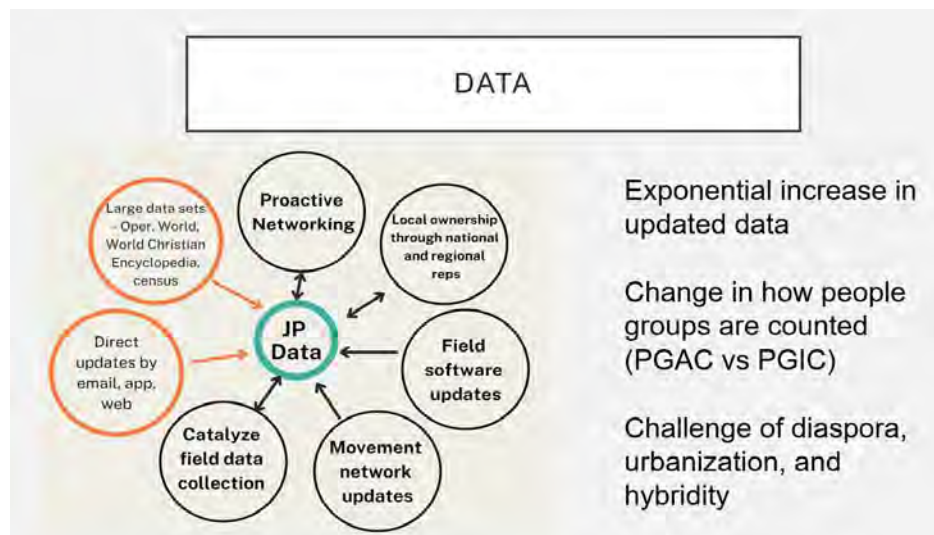 DATA
Large data sets
– Oper. World,
World Christian
Encyclopedia,
census
Proactive
Networking
Local ownership
through national
and regional
reps
Direct
updates by
email, app,
web
JP
Data
Field
software
updates
Catalyze
field data
collection
Movement
network
updates
Exponential increase in
updated data
Change in how people
groups are counted
(PGAC vs PGIC)
Challenge of diaspora,
urbanization, and
hybridity